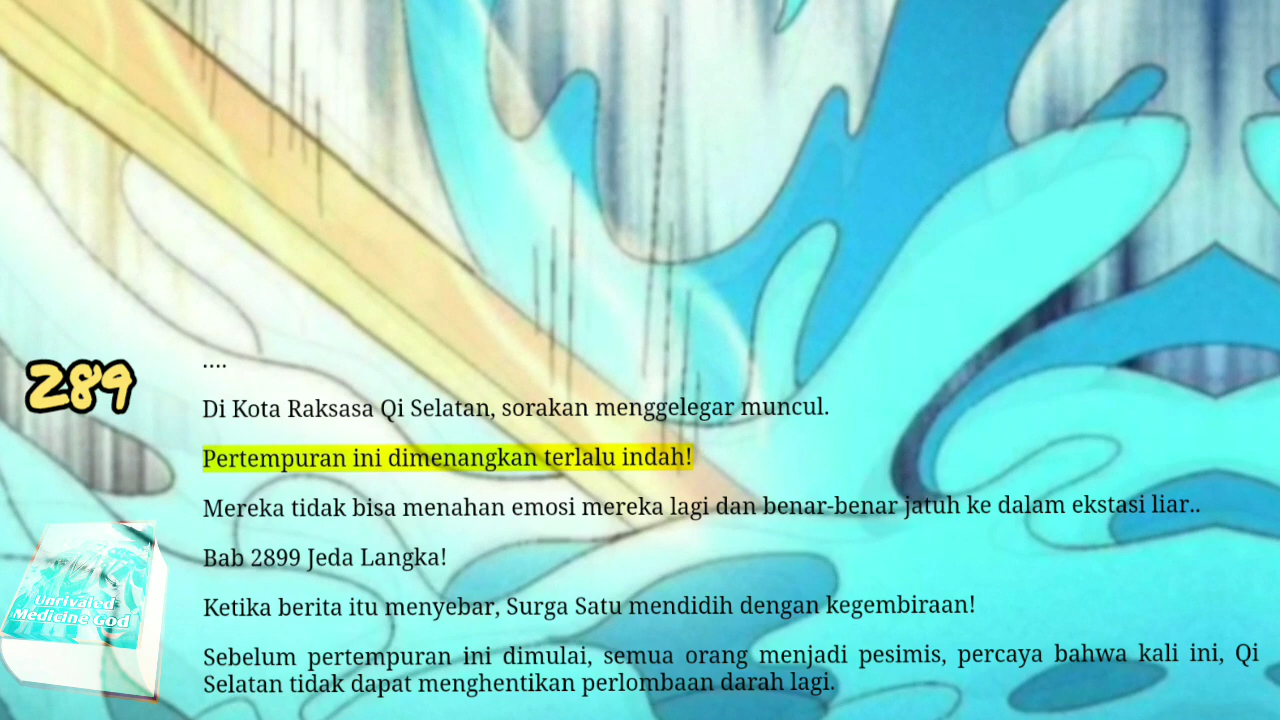 289
....
Di Kota Raksasa Qi Selatan, sorakan menggelegar muncul.
Pertempuran ini dimenangkan terlalu indah!
Mereka tidak bisa menahan emosi mereka lagi dan benar-benar jatuh ke dalam ekstasi liar..
Bab 2899 Jeda Langka!
Ketika berita itu menyebar, Surga Satu mendidih dengan kegembiraan!
Sebelum pertempuran ini dimulai, semua orang menjadi pesimis, percaya bahwa kali ini, Qi
Selatan tidak dapat menghentikan perlombaan darah lagi.
Unrivaled
Medicine God